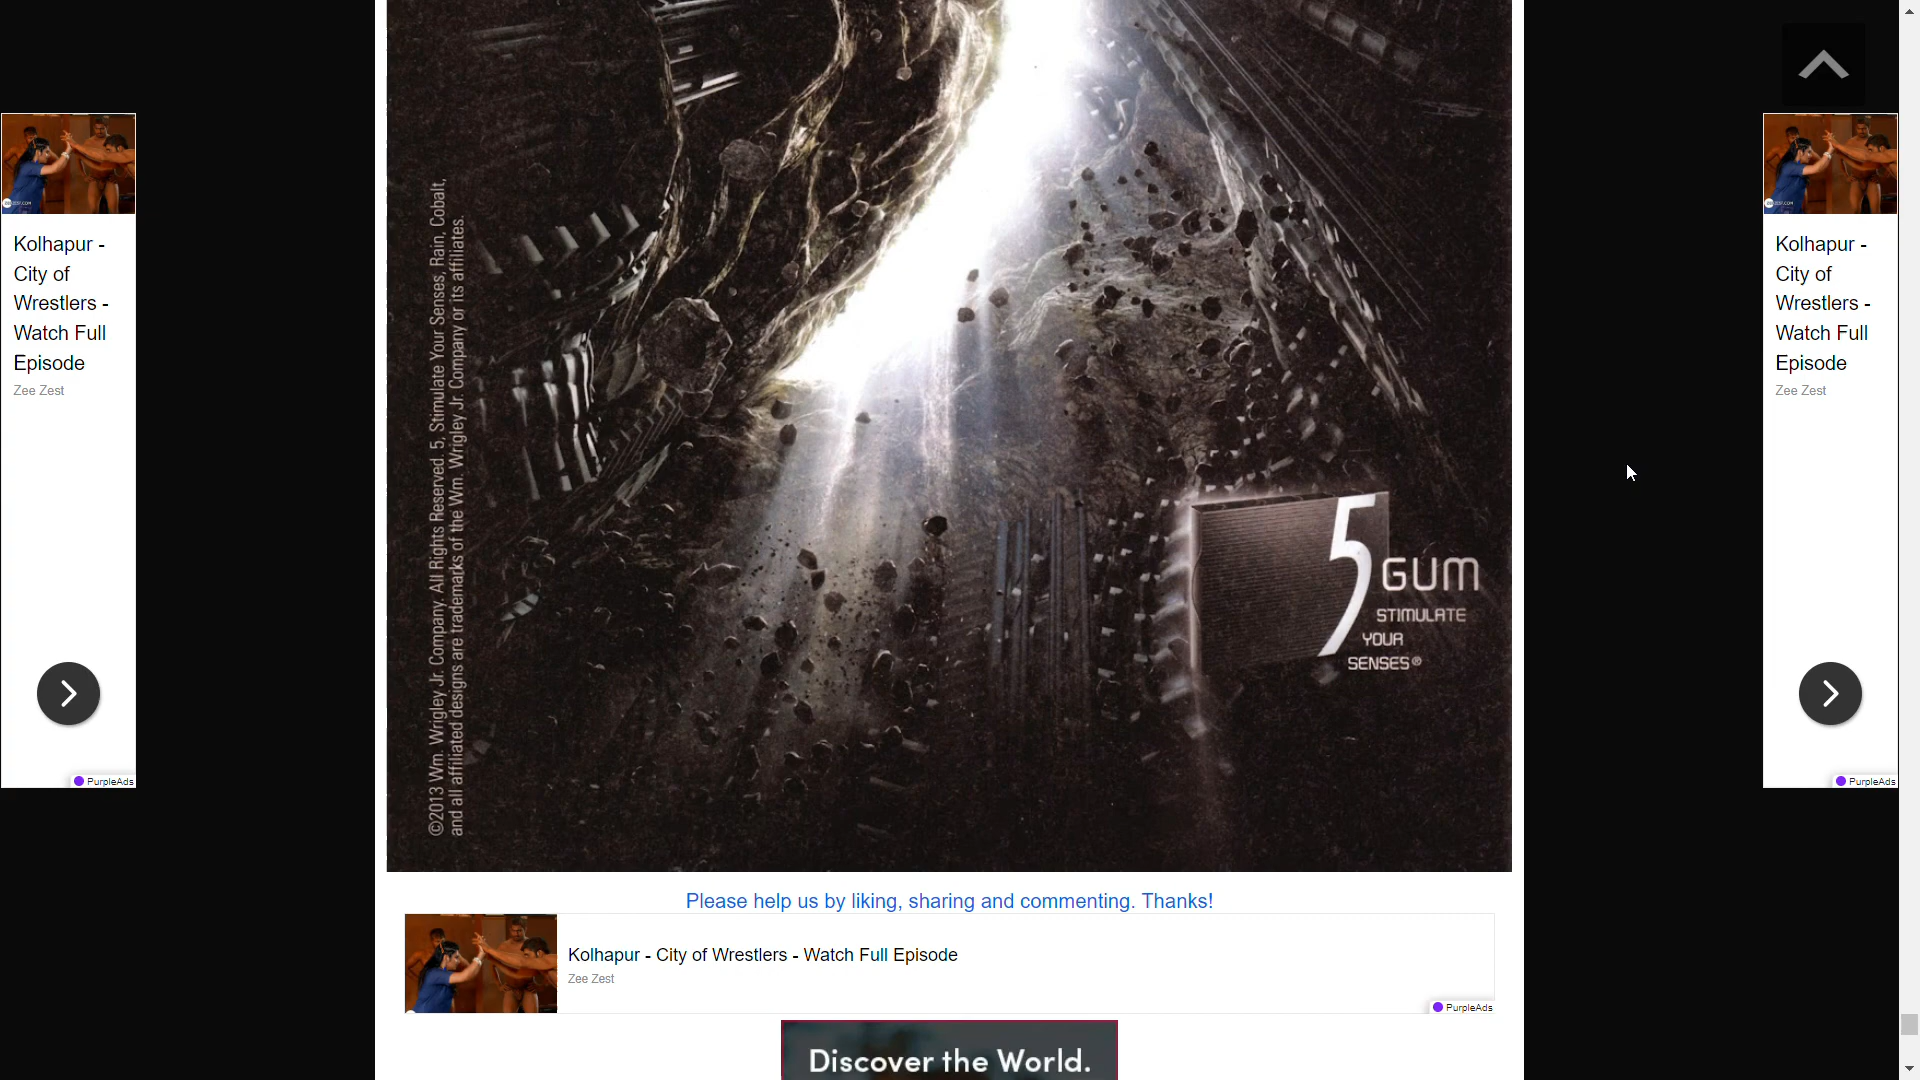 Kolhapur -
City of
Wrestlers -
Watch Full
Episode
Zee Zest
PurpleAds
©2013 Wm. Wrigley Jr. Company. All Rights Reserved. 5, Stimulate Your Senses, Rain, Cobalt,
and all affiliated designs are trademarks of the Wm. Wrigley Jr. Company or its affiliates.
5 GUM
STIMULATE
YOUR
SENSES®
Kolhapur -
City of
Wrestlers -
Watch Full
Episode
Zee Zest
PurpleAds
Please help us by liking, sharing and commenting. Thanks!
Kolhapur - City of Wrestlers - Watch Full Episode
Zee Zest
PurpleAds
Discover the World.